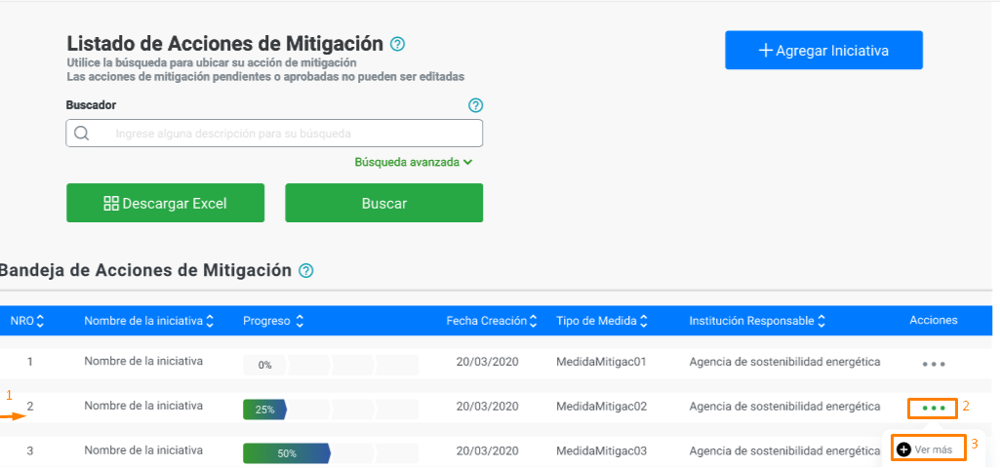 Listado de Acciones de Mitigación ?
Utilice la búsqueda para ubicar su acción de mitigación
Las acciones de mitigación pendientes o aprobadas no pueden ser editadas
+ Agregar Iniciativa
Buscador ?
Ingrese alguna descripción para su búsqueda
Búsqueda avanzada
Descargar Excel Buscar
Bandeja de Acciones de Mitigación ?
NRO Nombre de la iniciativa Progreso Fecha Creación Tipo de Medida Institución Responsable Acciones
1 Nombre de la iniciativa 0% 20/03/2020 MedidaMitigac01 Agencia de sostenibilidad energética
1
2 Nombre de la iniciativa 25% 20/03/2020 MedidaMitigac02 Agencia de sostenibilidad energética 2
3 Nombre de la iniciativa 50% 20/03/2020 MedidaMitigac03 Agencia de sostenibilidad energética Ver más 3